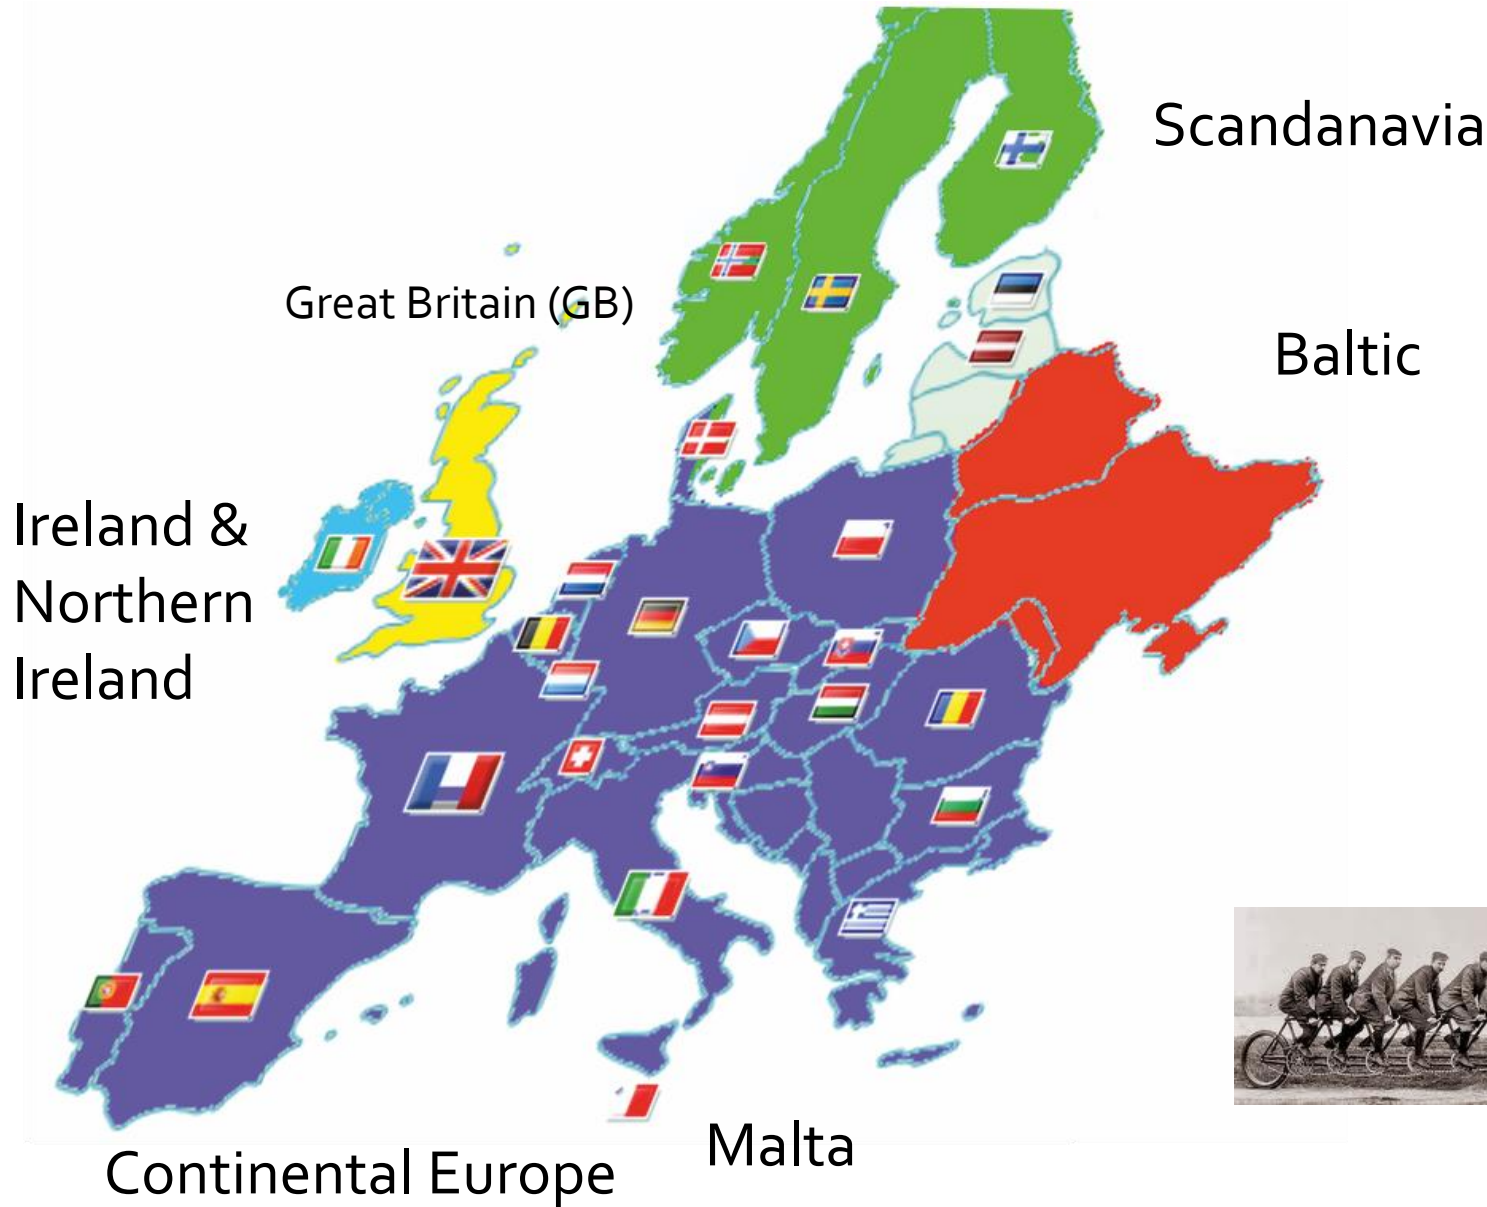 Scandanavia
Great Britain (GB)
Baltic
Ireland &
Northern
Ireland
Malta
Continental Europe